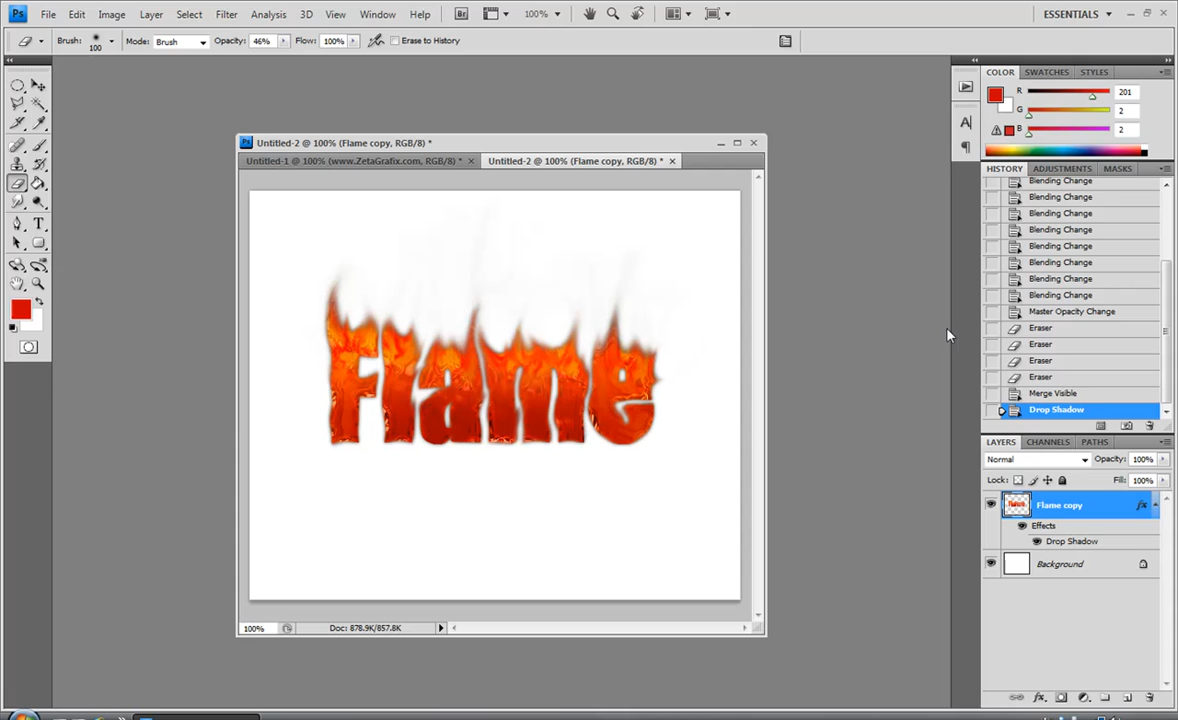 Ps File Edit Image Layer Select Filter Analysis 3D View Window Help Br 100% ESSENTIALS
Brush: 100 Mode: Brush Opacity: 46% Flow: 100% Erase to History
COLOR SWATCHES STYLES
R 201
G 2
B 2
Untitled-2 @ 100% (Flame copy, RGB/8) *
Untitled-1 @ 100% (www.ZetaGrafix.com, RGB/8) * Untitled-2 @ 100% (Flame copy, RGB/8) *
Flame
100% Doc: 878.9K/857.8K
HISTORY ADJUSTMENTS MASKS
Blending Change
Blending Change
Blending Change
Blending Change
Blending Change
Blending Change
Blending Change
Blending Change
Master Opacity Change
Eraser
Eraser
Eraser
Eraser
Merge Visible
Drop Shadow
LAYERS CHANNELS PATHS
Normal Opacity: 100%
Lock: Fill: 100%
Flame copy fx
Effects
Drop Shadow
Background